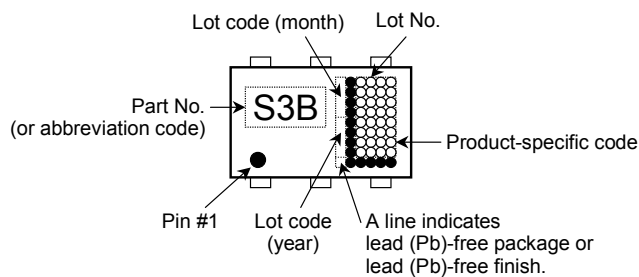 Lot code (month)
Lot No.
Part No.
(or abbreviation code)
S3B
Product-specific code
Pin #1
Lot code
(year)
A line indicates
lead (Pb)-free package or
lead (Pb)-free finish.